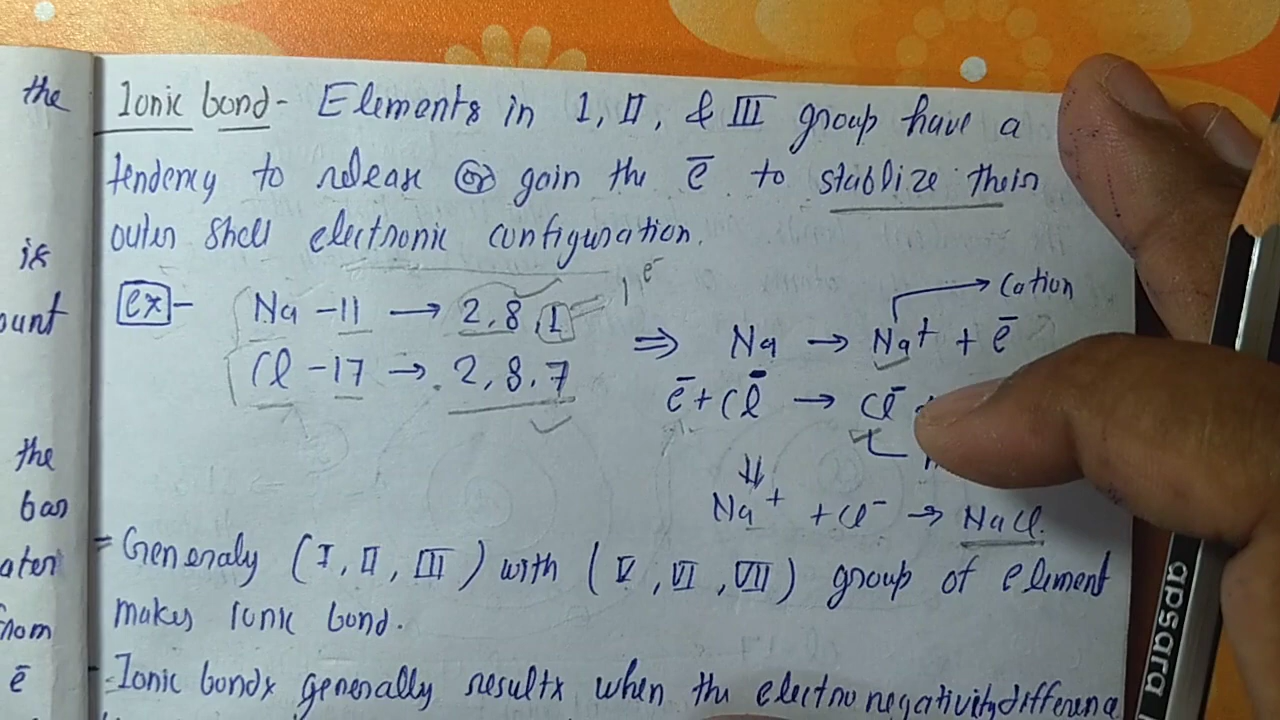 the
is
ount
the
bar
ater
from
ē
Ionic bond- Elements in I, II, & III group have a
tendency to release or gain the ē to stablize their
outer shell electronic configuration.
ex- Na -11 → 2,8,1 1 e⁻
Cl -17 → 2,8,7
⇒ Na → Na⁺ + ē → Cation
ē + Cl → Cl⁻
⇓
Na⁺ + Cl⁻ → NaCl.
= Generaly (I, II, III) with (V, VI, VII) group of element
makes Ionic bond.
- Ionic bonds generally results when the electronegativity difference
apsara